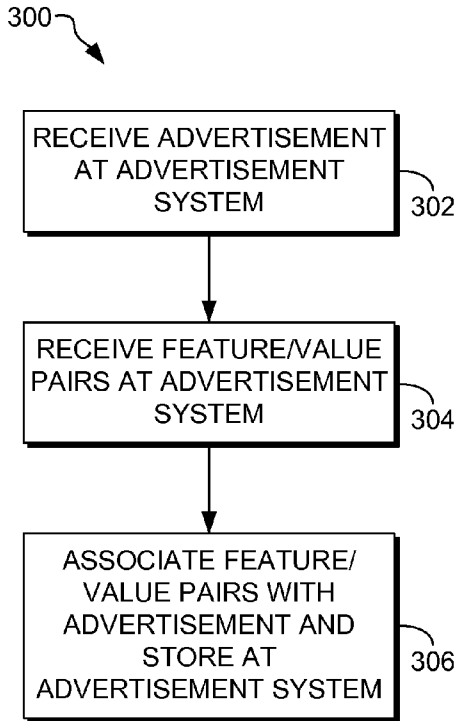 300
RECEIVE ADVERTISEMENT
AT ADVERTISEMENT
SYSTEM
302
RECEIVE FEATURE/VALUE
PAIRS AT ADVERTISEMENT
SYSTEM
304
ASSOCIATE FEATURE/
VALUE PAIRS WITH
ADVERTISEMENT AND
STORE AT
ADVERTISEMENT SYSTEM
306